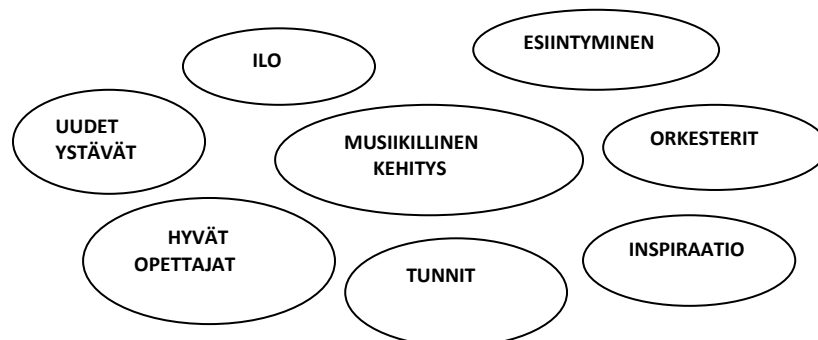 ESIINTYMINEN
ILO
UUDET
YSTÄVÄT
MUSIIKILLINEN
KEHITYS
ORKESTERIT
HYVÄT
OPETTAJAT
TUNNIT
INSPIRAATIO